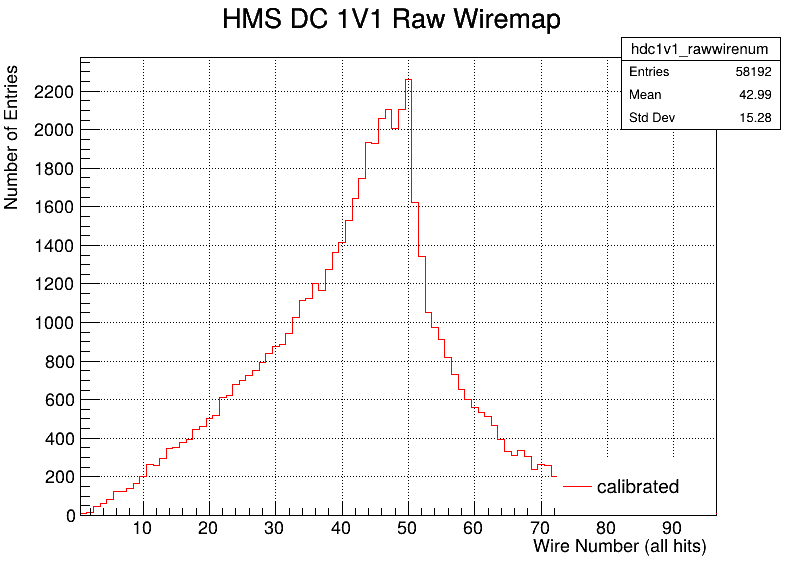 HMS DC 1V1 Raw Wiremap
hdc1v1_rawwirenum
Entries 58192
Mean 42.99
Std Dev 15.28
Number of Entries
2200
2000
1800
1600
1400
1200
1000
800
600
400
200
0
10 20 30 40 50 60 70 80 90
Wire Number (all hits)
calibrated